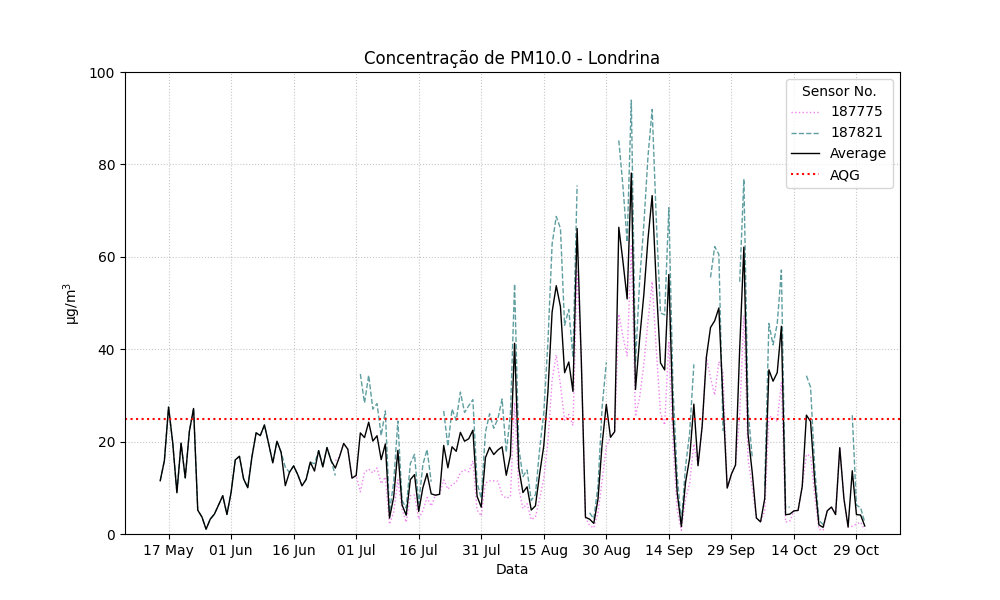 Concentração de PM10.0 - Londrina
100
80
60
40
20
0
µg/m³
Sensor No.
187775
187821
Average
AQG
17 May 01 Jun 16 Jun 01 Jul 16 Jul 31 Jul 15 Aug 30 Aug 14 Sep 29 Sep 14 Oct 29 Oct
Data